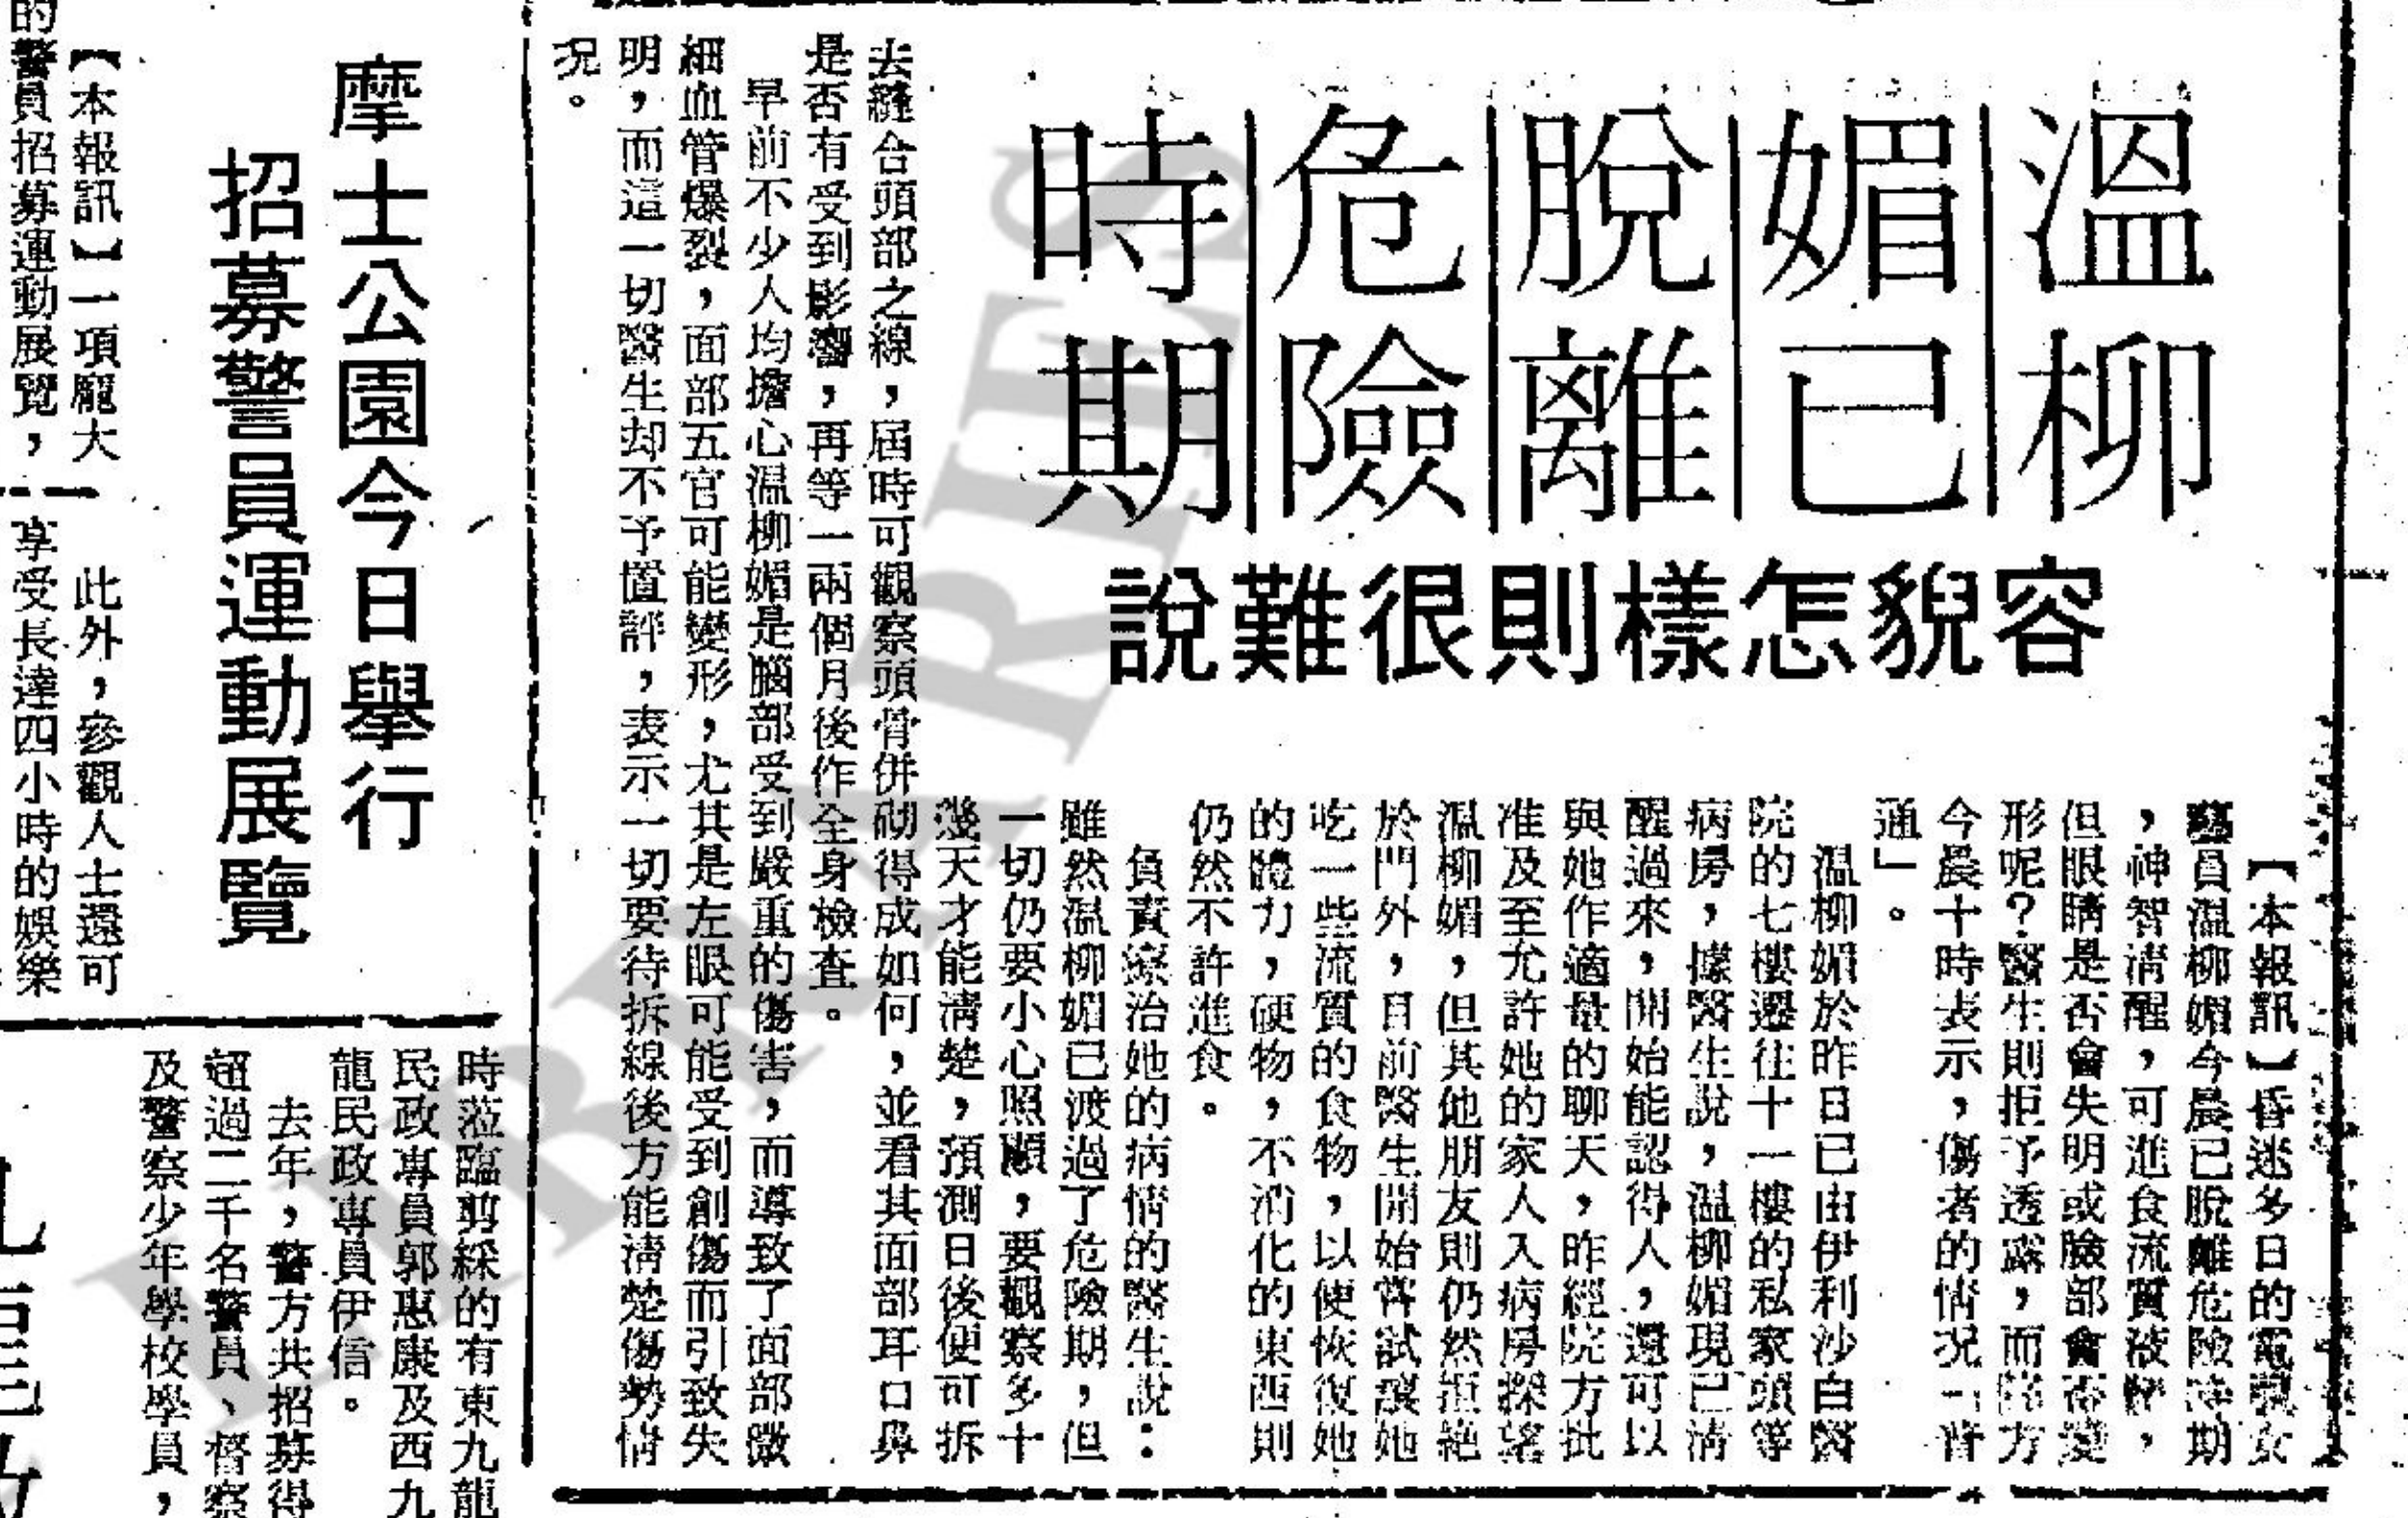 溫柳
媚已
脫離
危險
時期
容貎怎樣則很難說
【本報訊】昏迷多日的電視女
藝員溫柳媚今晨已脫離危險時期
，神智清醒，可進食流質液體，
但眼睛是否會失明或臉部會否變
形呢？醫生則拒予透露，而院方
今晨十時表示，傷者的情况「普
通」。
溫柳媚於昨日已由伊利沙白醫
院的七樓遷往十一樓的私家頭等
病房，據醫生說，溫柳媚現已清
醒過來，開始能認得人，還可以
與她作適量的聊天，昨經院方批
准及至允許她的家人入病房探望
溫柳媚，但其他朋友則仍然拒絕
於門外，目前醫生開始嘗試讓她
吃一些流質的食物，以使恢復她
的體力，硬物，不消化的東西則
仍然不許進食。
負責療治她的病情的醫生說：
雖然溫柳媚已渡過了危險期，但
一切仍要小心照顧，要觀察多十
幾天才能清楚，預測日後便可拆
去縫合頭部之線，屆時可觀察頭骨併砌得成如何，並看其面部耳口鼻
是否有受到影響，再等一兩個月後作全身檢查。
早前不少人均擔心溫柳媚是腦部受到嚴重的傷害，而導致了面部微
細血管爆裂，面部五官可能變形，尤其是左眼可能受到創傷而引致失
明，而這一切醫生却不予置評，表示一切要待拆線後方能清楚傷勢情
况。
摩士公園今日舉行
招募警員運動展覽
【本報訊】一項龐大
的警員招募運動展覽，
此外，參觀人士還可
享受長達四小時的娛樂
時蒞臨剪綵的有東九龍
民政專員郭惠康及西九
龍民政專員伊信。
去年，警方共招募得
超過二千名警員、督察
及警察少年學校學員，
LIBRARIES